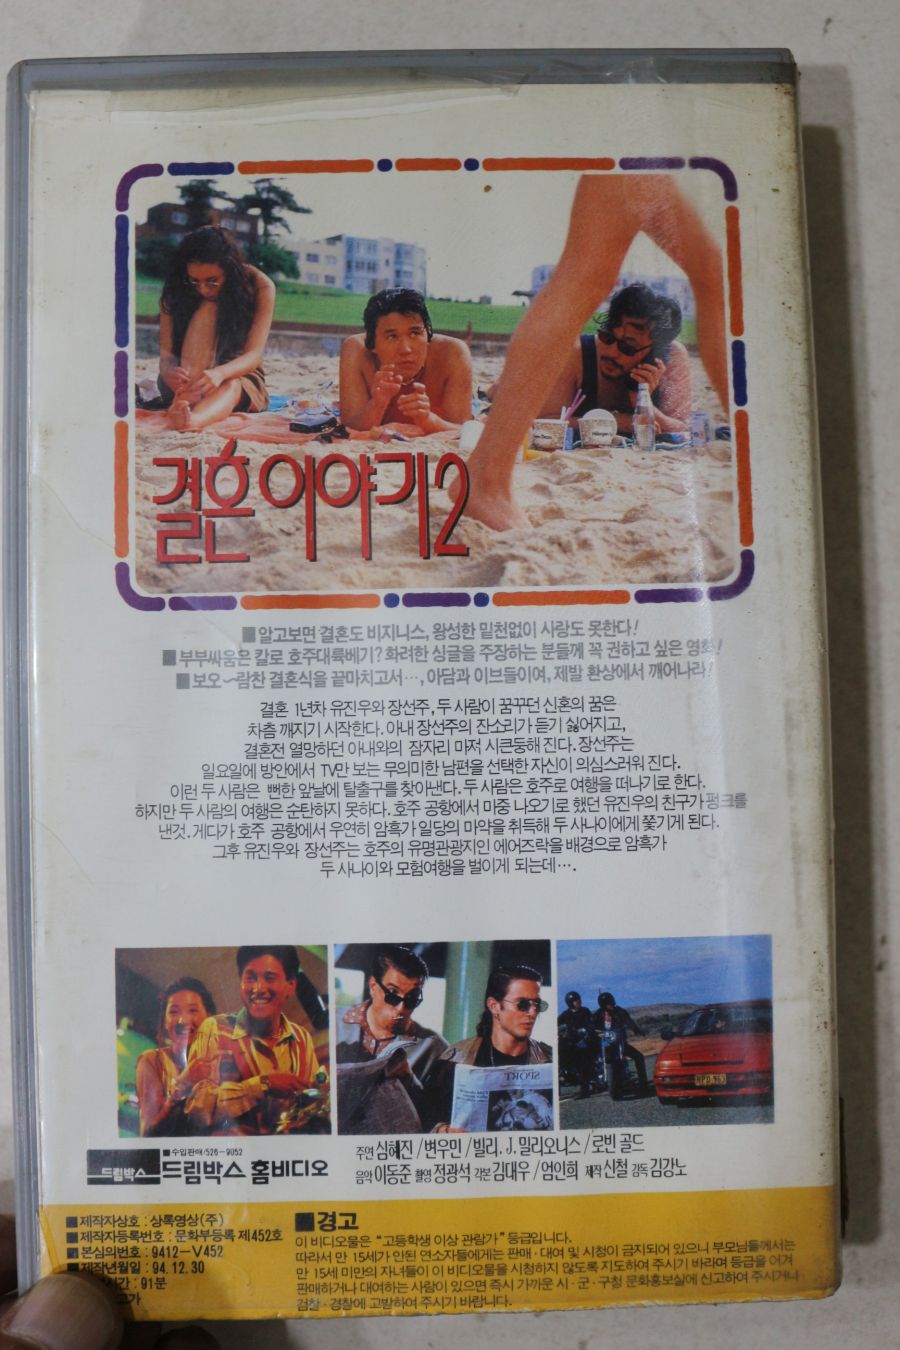 결혼이야기2
■알고보면 결혼도 비지니스, 왕성한 밑천없이 사랑도 못한다!
■부부싸움은 칼로 호주대륙베기? 화려한 싱글을 주장하는 분들께 꼭 권하고 싶은 영화!
■보오~람찬 결혼식을 끝마치고서…, 아담과 이브들이여, 제발 환상에서 깨어나라!
결혼 1년차 유진우와 장선주, 두 사람이 꿈꾸던 신혼의 꿈은
차츰 깨지기 시작한다. 아내 장선주의 잔소리가 듣기 싫어지고,
결혼전 열망하던 아내와의 잠자리 마저 시큰둥해 진다. 장선주는
일요일에 방안에서 TV만 보는 무의미한 남편을 선택한 자신이 의심스러워 진다.
이런 두 사람은 뻔한 앞날에 탈출구를 찾아낸다. 두 사람은 호주로 여행을 떠나기로 한다.
하지만 두 사람의 여행은 순탄하지 못하다. 호주 공항에서 마중 나오기로 했던 유진우의 친구가 펑크를
낸것. 게다가 호주 공항에서 우연히 암흑가 일당의 마약을 취득해 두 사나이에게 쫓기게 된다.
그후 유진우와 장선주는 호주의 유명관광지인 에어즈락을 배경으로 암흑가
두 사나이와 모험여행을 벌이게 되는데….
SPORT
드림박스
■수입판매/526-9052
드림박스 홈비디오
주연 심혜진/변우민/빌리. J. 밀리오니스/로빈 골드
음악 이동준 촬영 정광석 각본 김대우/엄인희 제작 신철 감독 김강노
■제작자상호 : 상록영상(주)
■제작자등록번호 : 문화부등록 제452호
■본심의번호 : 9412-V452
■제작년월일 : 94.12.30
시간 : 91분
가
■경고
이 비디오물은 "고등학생 이상 관람가" 등급입니다.
따라서 만 15세가 안된 연소자들에게는 판매·대여 및 시청이 금지되어 있으니 부모님들께서는
만 15세 미만의 자녀들이 이 비디오물을 시청하지 않도록 지도하여 주시기 바라며 등급을 어겨
판매하거나 대여하는 사람이 있으면 즉시 가까운 시·군·구청 문화홍보실에 신고하여 주시거나
검찰·경찰에 고발하여 주시기 바랍니다.